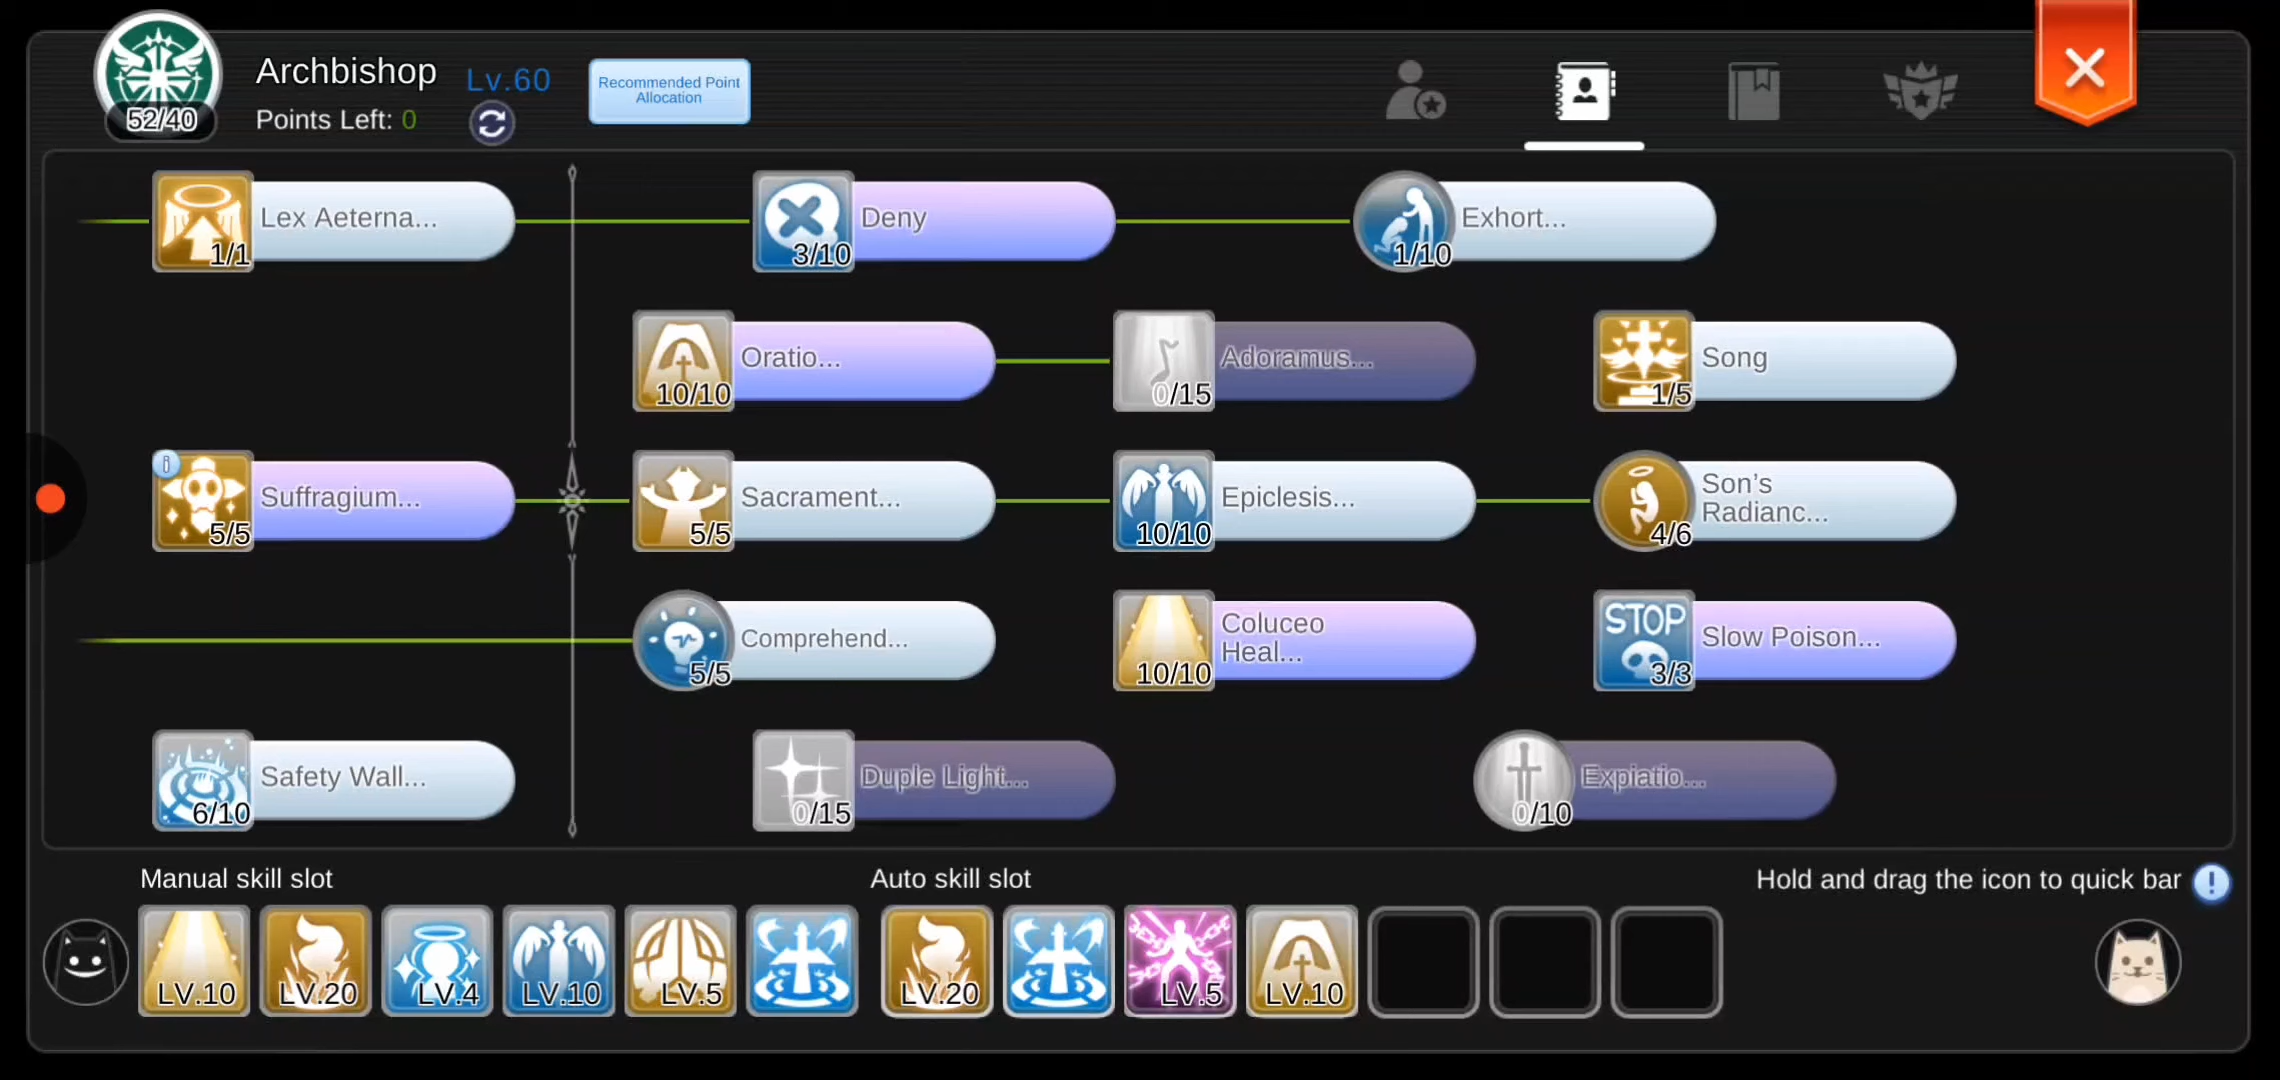 Archbishop Lv.60
Recommended Point
Allocation
52/40
Points Left: 0
Lex Aeterna...
1/1
Deny
3/10
Exhort...
1/10
Oratio...
10/10
Adoramus...
0/15
Song
1/5
Suffragium...
5/5
Sacrament...
5/5
Epiclesis...
10/10
Son's
Radianc...
4/6
Comprehend...
5/5
Coluceo
Heal...
10/10
STOP
Slow Poison...
3/3
Safety Wall...
6/10
Duple Light...
0/15
Expiatio...
0/10
Manual skill slot
Auto skill slot
Hold and drag the icon to quick bar
LV.10
LV.20
LV.4
LV.10
LV.5
LV.20
LV.5
LV.10